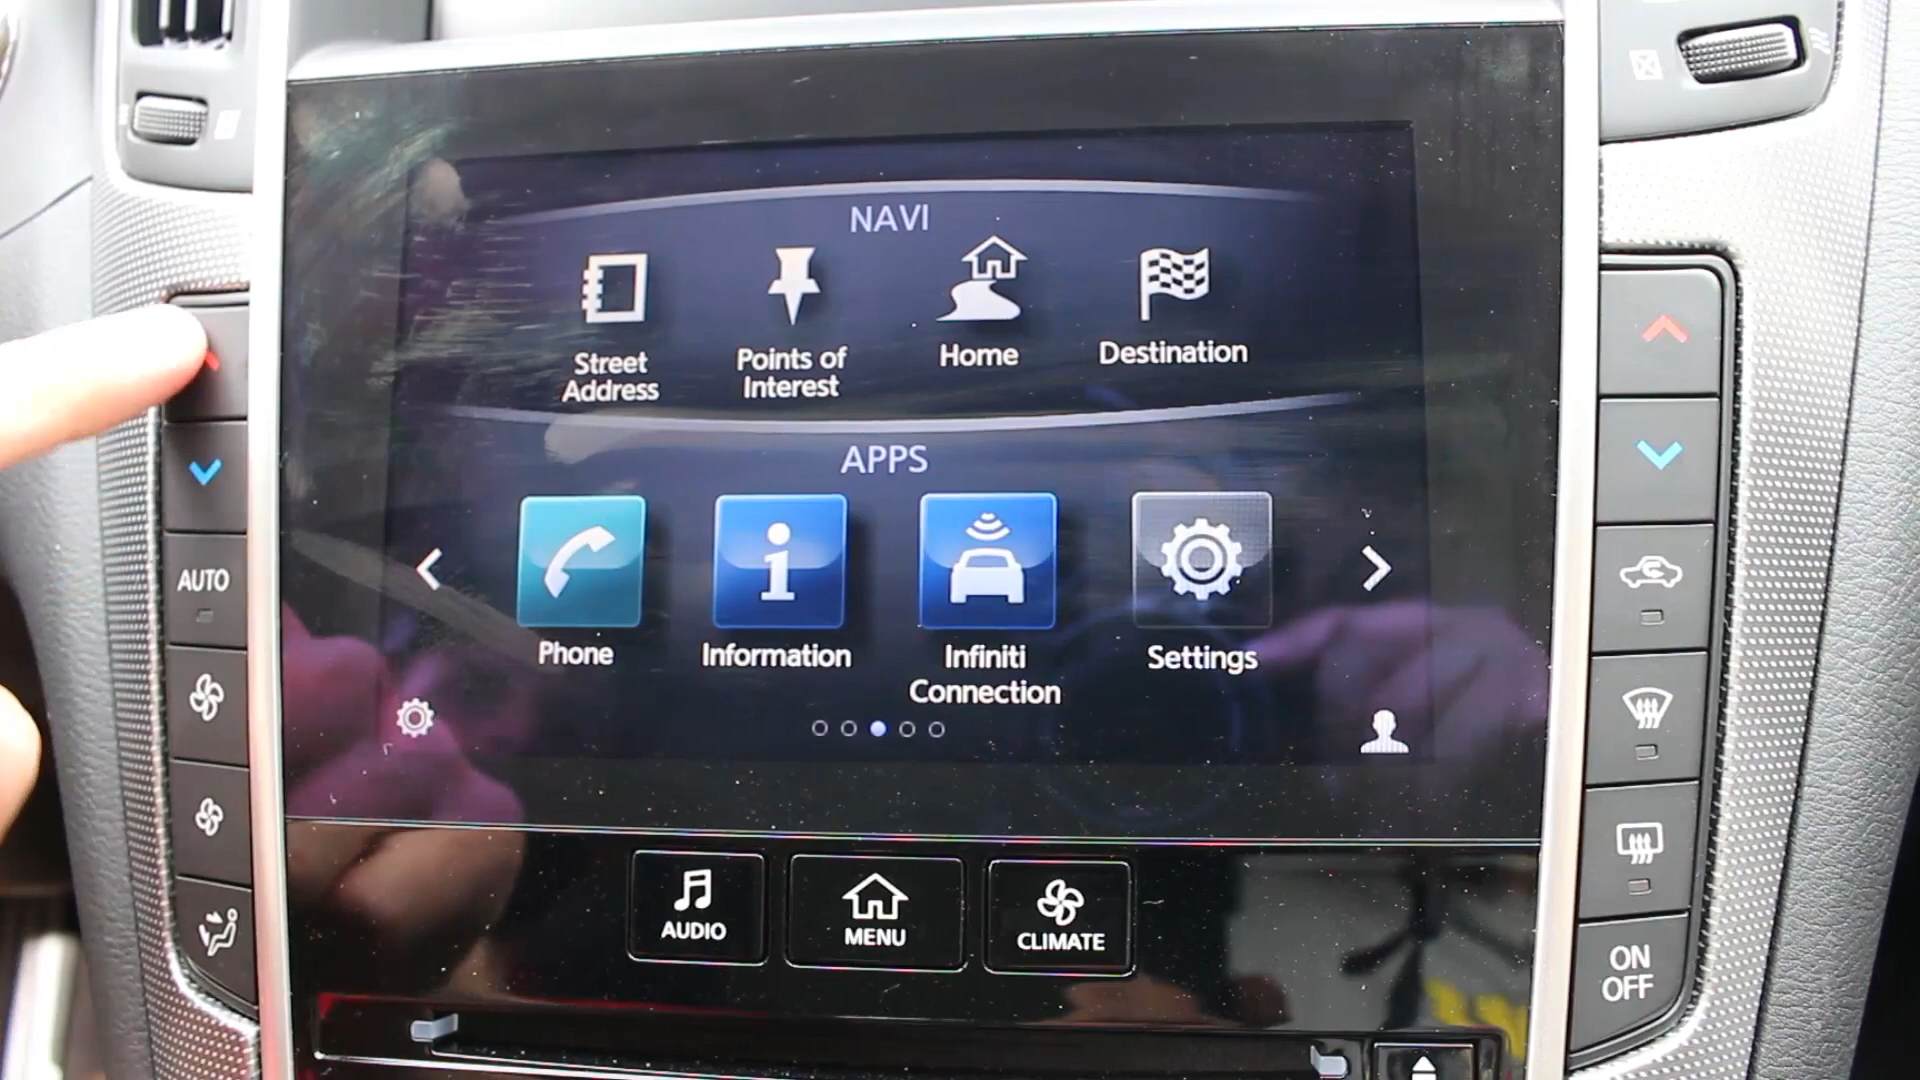 NAVI
Street
Address
Points of
Interest
Home
Destination
APPS
Phone
Information
Infiniti
Connection
Settings
AUTO
AUDIO
MENU
CLIMATE
ON
OFF